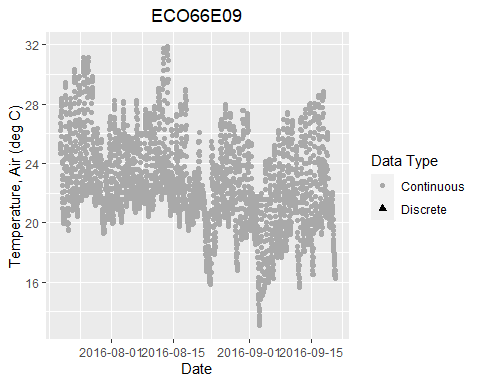 ECO66E09
Temperature, Air (deg C)
32
28
24
20
16
2016-08-01
2016-08-15
2016-09-01
2016-09-15
Date
Data Type
Continuous
Discrete